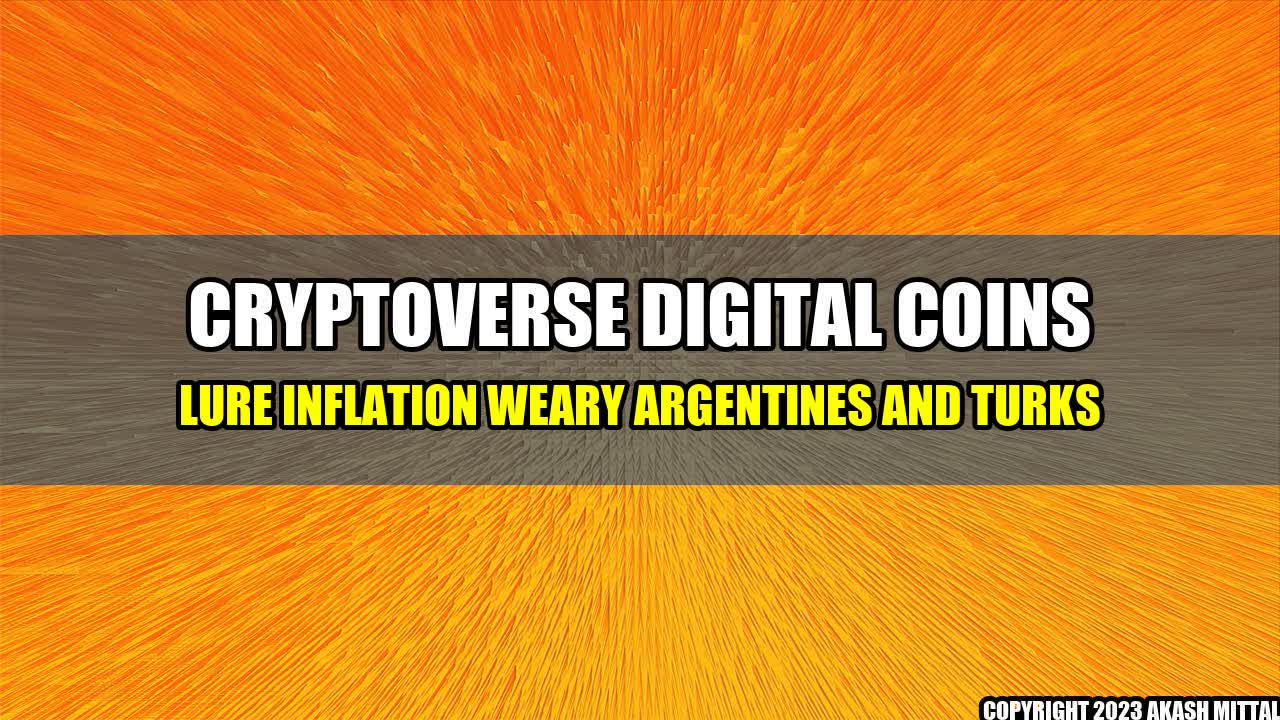 CRYPTOVERSE DIGITAL COINS
LURE INFLATION WEARY ARGENTINES AND TURKS
COPYRIGHT 2023 AKASH MITTAL